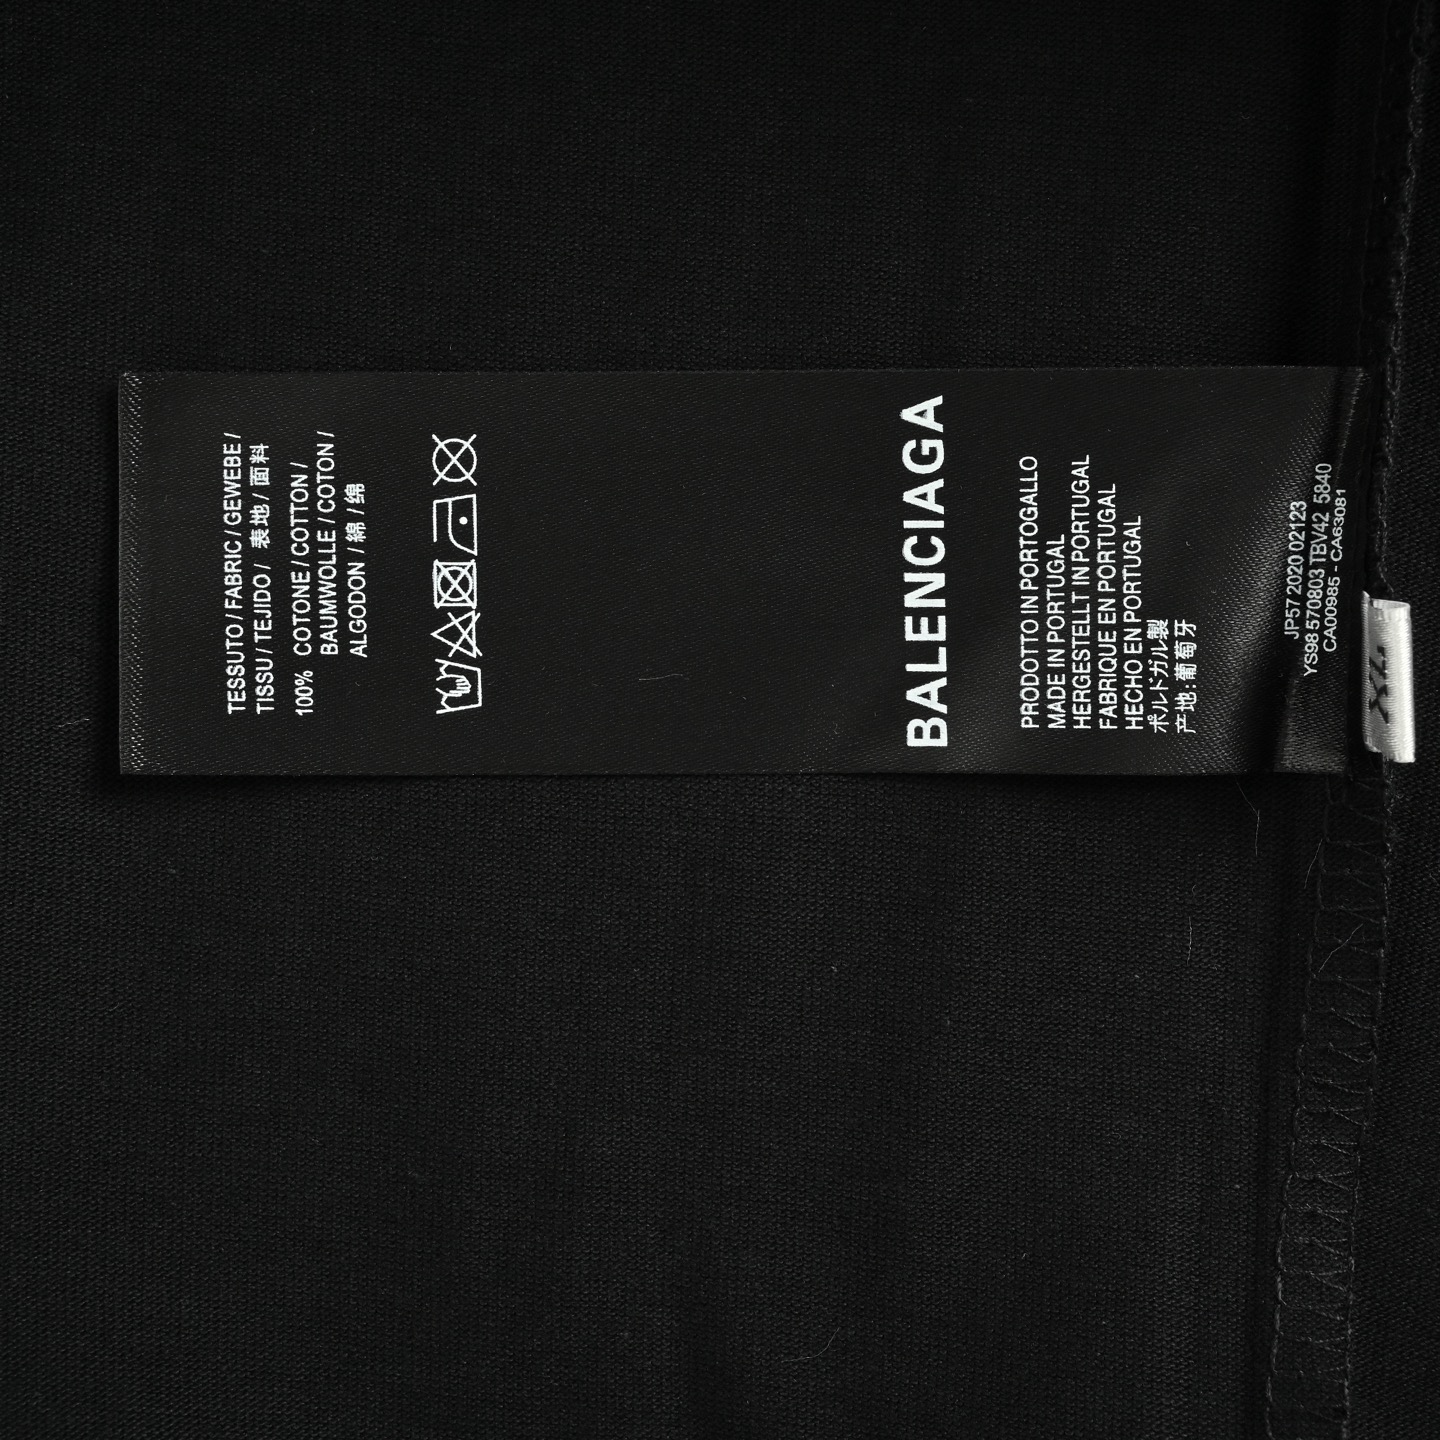 TESSUTO / FABRIC / GEWEBE /
TISSU / TEJIDO / 表地 / 面料
100% COTONE / COTTON /
BAUMWOLLE / COTON /
ALGODON / 綿 / 绵
BALENCIAGA
PRODOTTO IN PORTOGALLO
MADE IN PORTUGAL
HERGESTELLT IN PORTUGAL
FABRIQUE EN PORTUGAL
HECHO EN PORTUGAL
ポルトガル製
产地: 葡萄牙
JP57 2020 02123
YS98 570803 TBV42 5840
CA00985 - CA63081
XL